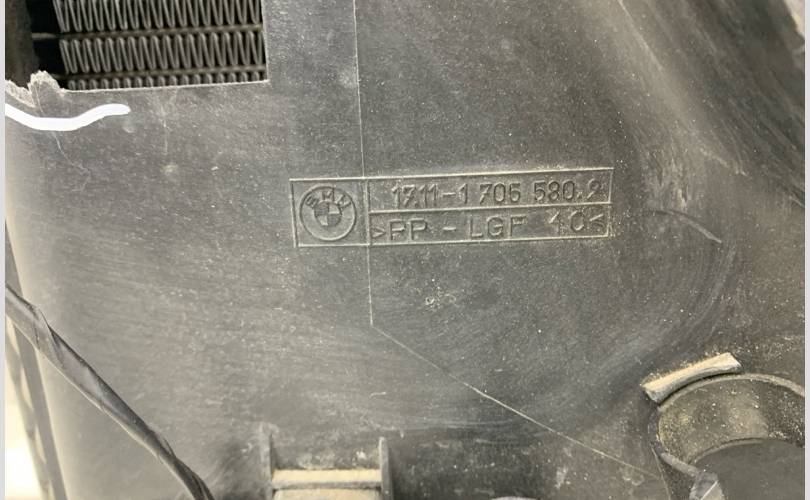 BMW
17.11-1 705 580.9
>PP - LGF 40<